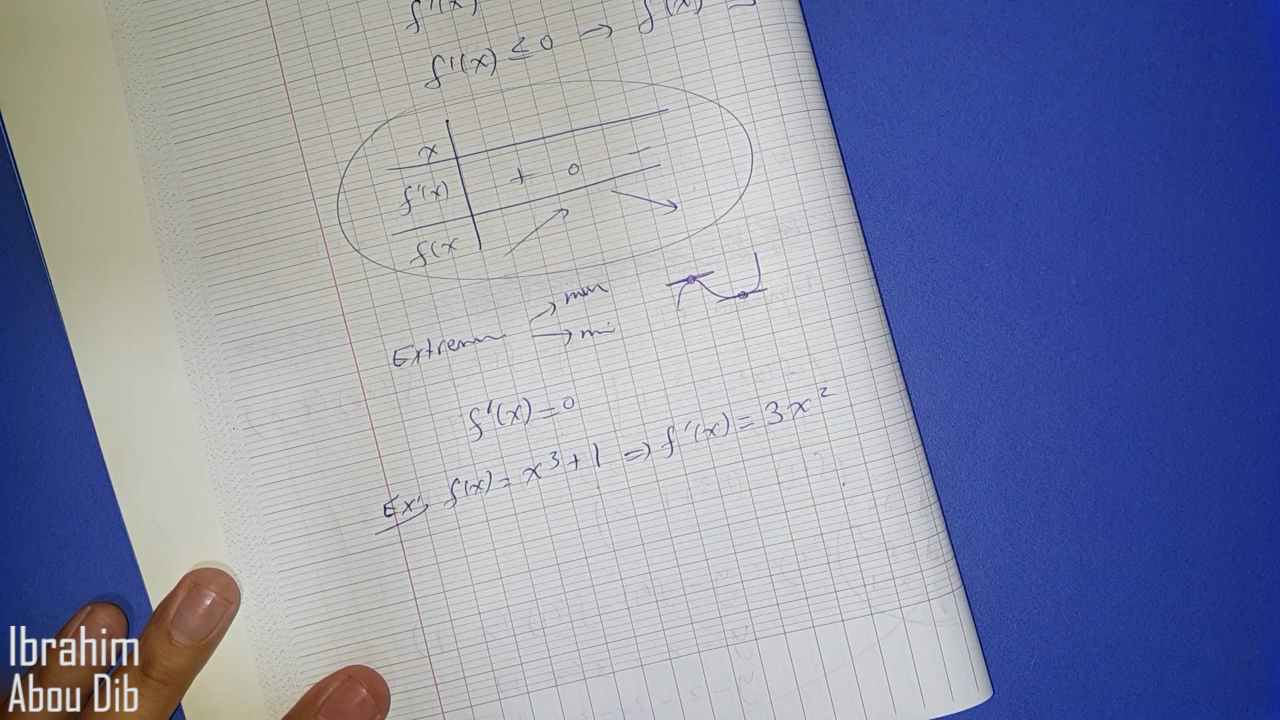 f'(x)
f'(x) ≤ 0 → f(x)
x
f'(x) + 0 −
f(x
Extremum
f'(x) = 0
Ex: f(x) = x³ + 1 ⇒ f'(x) = 3x²
Ibrahim
Abou Dib